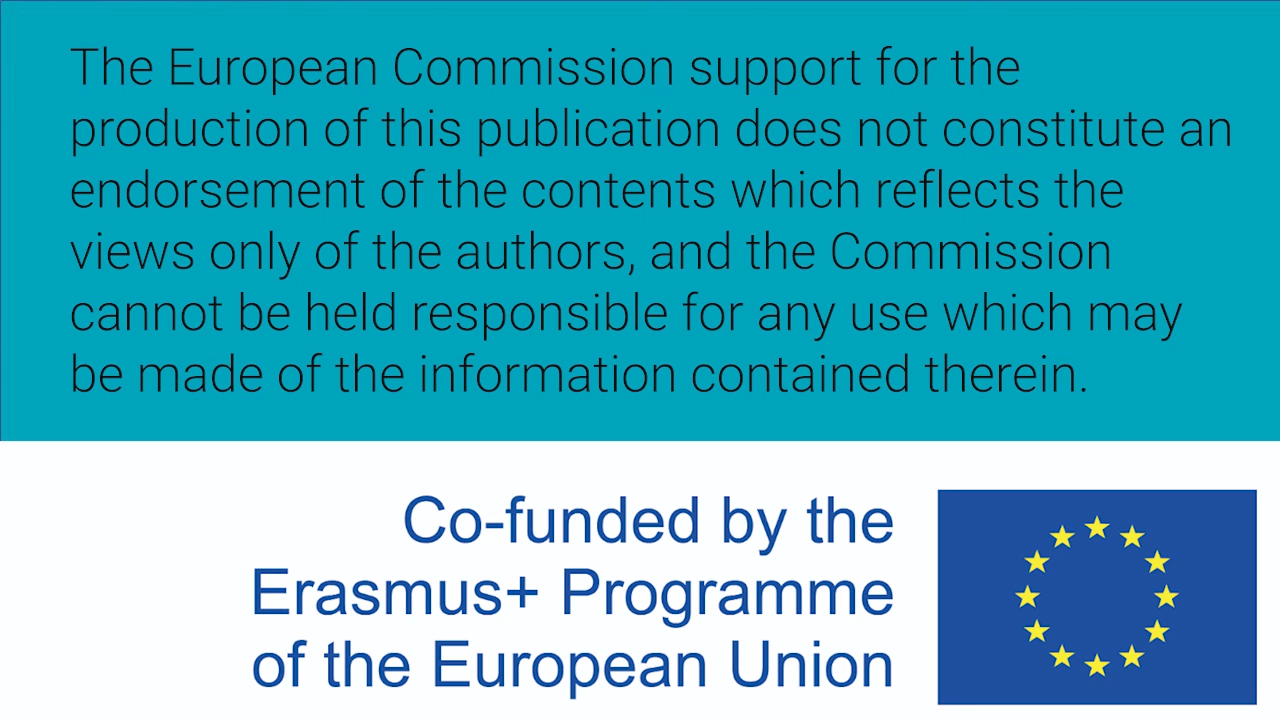 The European Commission support for the
production of this publication does not constitute an
endorsement of the contents which reflects the
views only of the authors, and the Commission
cannot be held responsible for any use which may
be made of the information contained therein.
Co-funded by the
Erasmus+ Programme
of the European Union